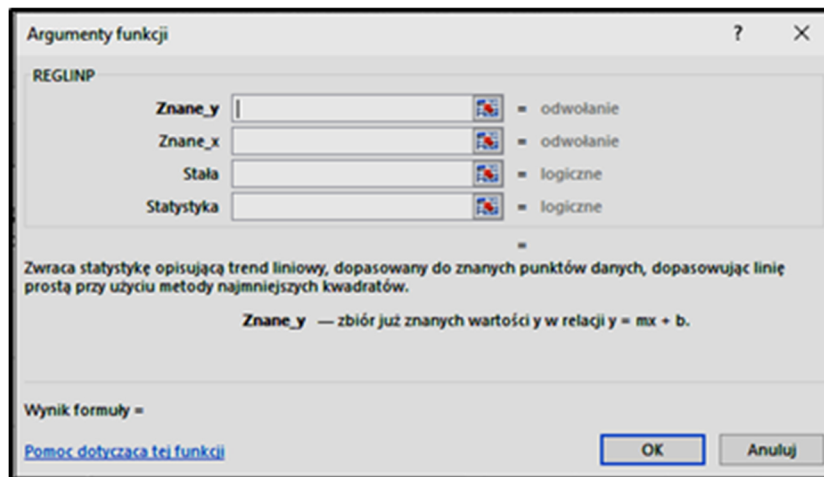 Argumenty funkcji ? ×
REGLINP
Znane_y = odwołanie
Znane_x = odwołanie
Stała = logiczne
Statystyka = logiczne
=
Zwraca statystykę opisującą trend liniowy, dopasowany do znanych punktów danych, dopasowując linię
prostą przy użyciu metody najmniejszych kwadratów.
Znane_y — zbiór już znanych wartości y w relacji y = mx + b.
Wynik formuły =
Pomoc dotycząca tej funkcji OK Anuluj